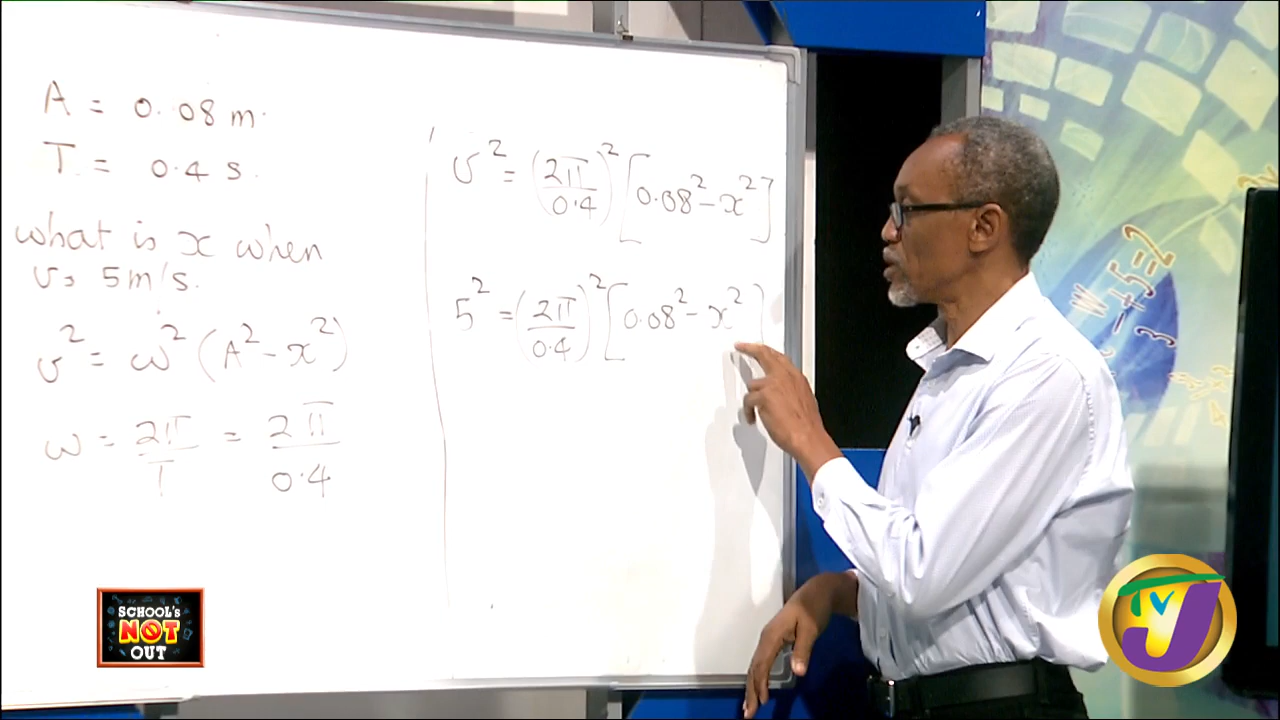 A = 0.08 m.
T = 0.4 s.
what is x when
v = 5m/s.
v² = ω² (A² - x²)
ω = 2π/T = 2π/0.4
v² = (2π/0.4)² [0.08² - x²]
5² = (2π/0.4)² [0.08² - x²]
SCHOOL'S
NOT
OUT
TVJ